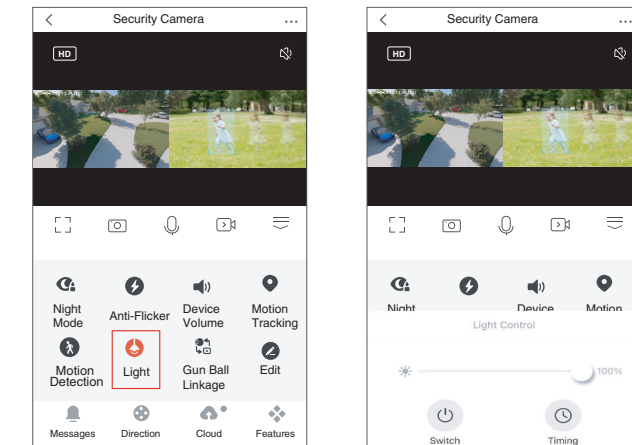 Security Camera
HD
Night
Mode
Anti-Flicker
Device
Volume
Motion
Tracking
Motion
Detection
Light
Gun Ball
Linkage
Edit
Messages
Direction
Cloud
Features
Security Camera
HD
Night
Device
Motion
Light Control
100%
Switch
Timing